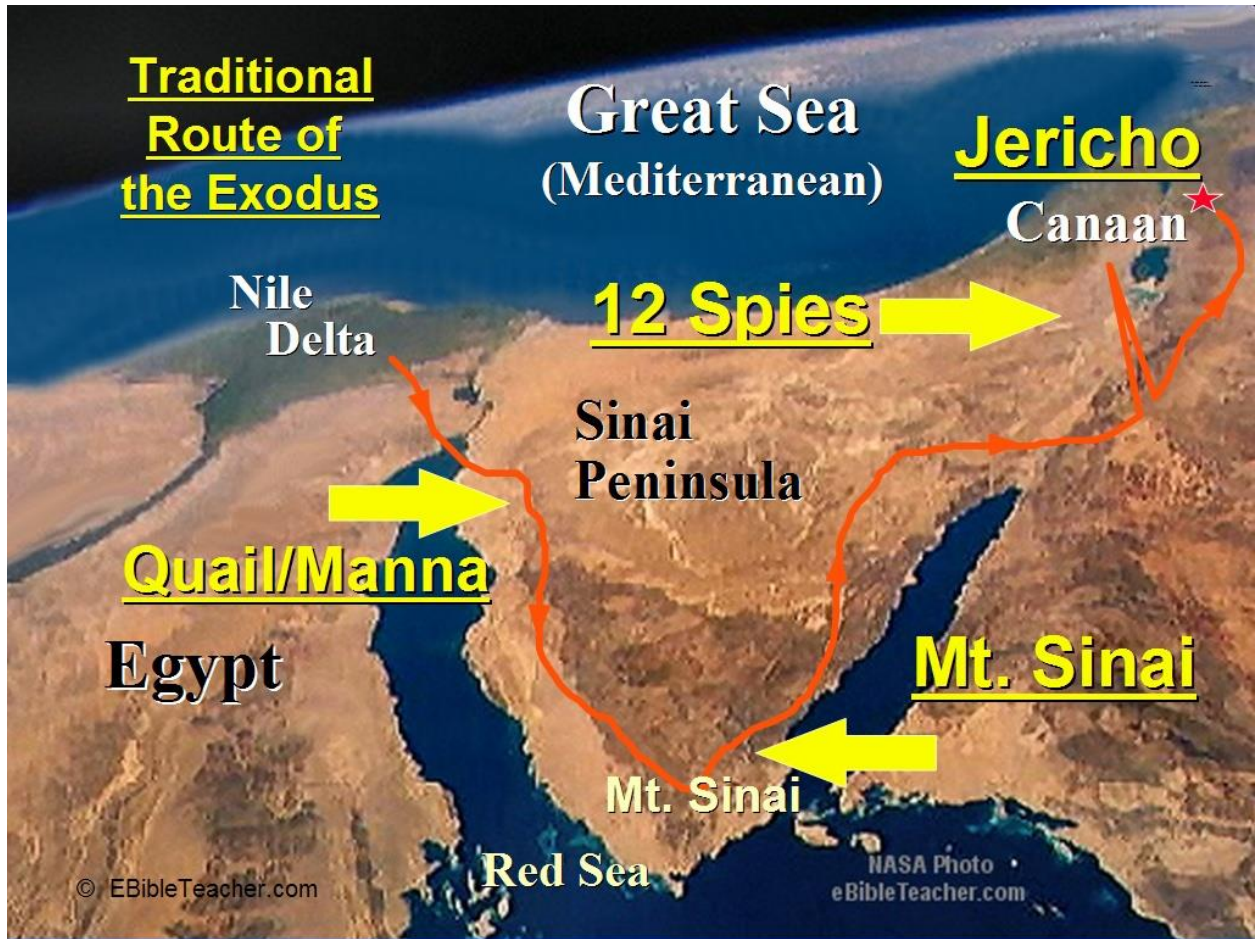 Traditional
Route of
the Exodus
Great Sea
(Mediterranean)
Jericho
Canaan
Nile
Delta
12 Spies
Sinai
Peninsula
Quail/Manna
Egypt
Mt. Sinai
Mt. Sinai
Red Sea
NASA Photo
eBibleTeacher.com
© EBibleTeacher.com